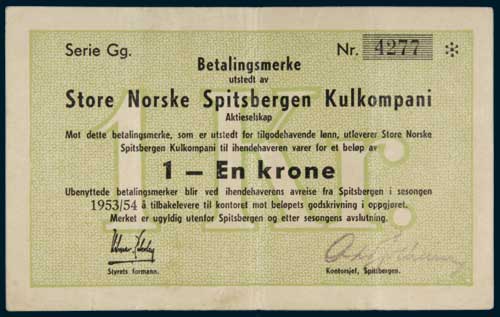 Serie Gg.
Nr. 4277 ✻
Betalingsmerke
utstedt av
Store Norske Spitsbergen Kulkompani
Aktieselskap
Mot dette betalingsmerke, som er utstedt for tilgodehavende lønn, utleverer Store Norske
Spitsbergen Kulkompani til ihendehaveren varer for et beløp av
1 — En krone
Ubenyttede betalingsmerker blir ved ihendehaverens avreise fra Spitsbergen i sesongen
1953/54 å tilbakelevere til kontoret mot beløpets godskrivning i oppgjøret.
Merket er ugyldig utenfor Spitsbergen og etter sesongens avslutning.
Styrets formann.
Kontorsjef, Spitsbergen.
1 Kr.